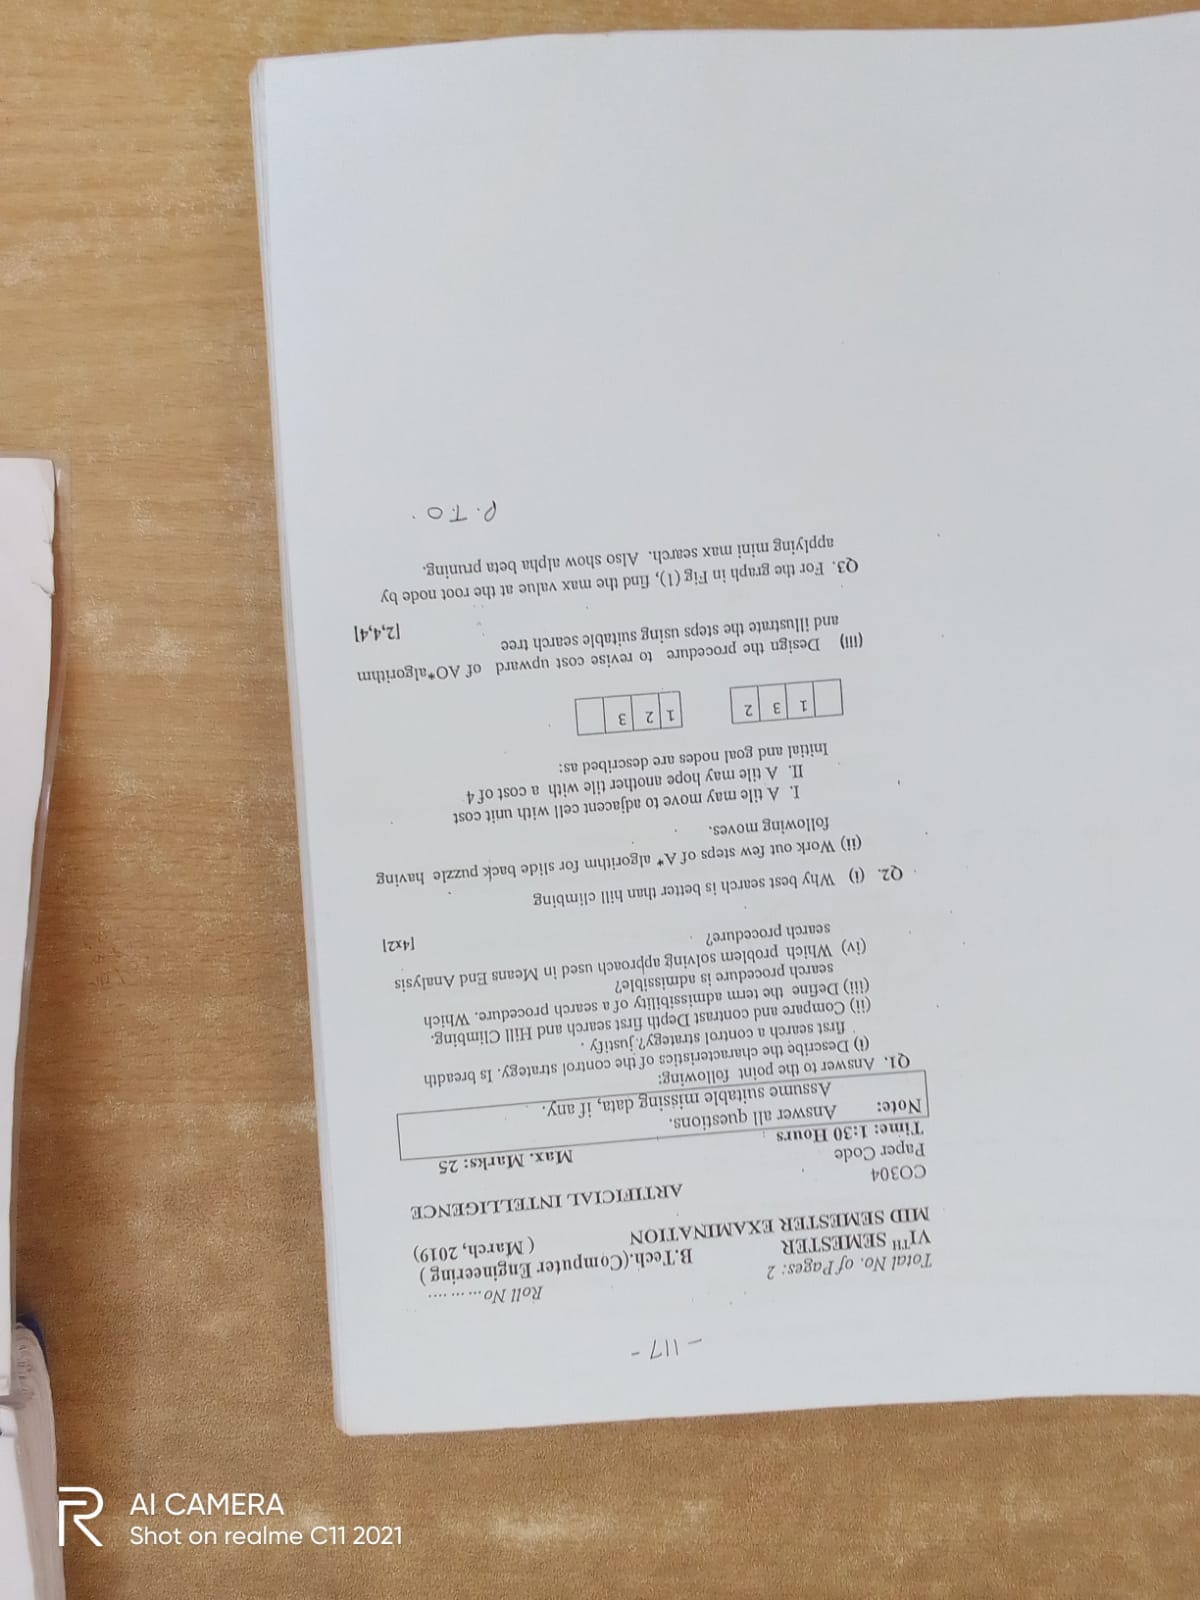 - 117 -
Roll No.........
Total No. of Pages: 2
VITH SEMESTER B.Tech.(Computer Engineering )
MID SEMESTER EXAMINATION ( March, 2019)
CO304 ARTIFICIAL INTELLIGENCE
Paper Code
Time: 1:30 Hours Max. Marks: 25
Note: Answer all questions.
Assume suitable missing data, if any.
Q1. Answer to the point following:
(i) Describe the characteristics of the control strategy. Is breadth
first search a control strategy? justify .
(ii) Compare and contrast Depth first search and Hill Climbing.
(iii) Define the term admissibility of a search procedure. Which
search procedure is admissible?
(iv) Which problem solving approach used in Means End Analysis
search procedure? [4x2]
Q2. (i) Why best search is better than hill climbing
(ii) Work out few steps of A* algorithm for slide back puzzle having
following moves.
I. A tile may move to adjacent cell with unit cost
II. A tile may hope another tile with a cost of 4
Initial and goal nodes are described as:
1 3 2 1 2 3
(iii) Design the procedure to revise cost upward of AO*algorithm
and illustrate the steps using suitable search tree
[2,4,4]
Q3. For the graph in Fig (1), find the max value at the root node by
applying mini max search. Also show alpha beta pruning.
P.T.O.
R AI CAMERA
Shot on realme C11 2021